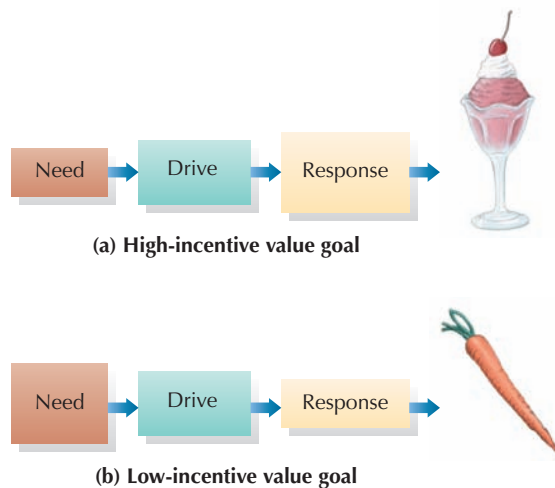 Need
Drive
Response
(a) High-incentive value goal
Need
Drive
Response
(b) Low-incentive value goal